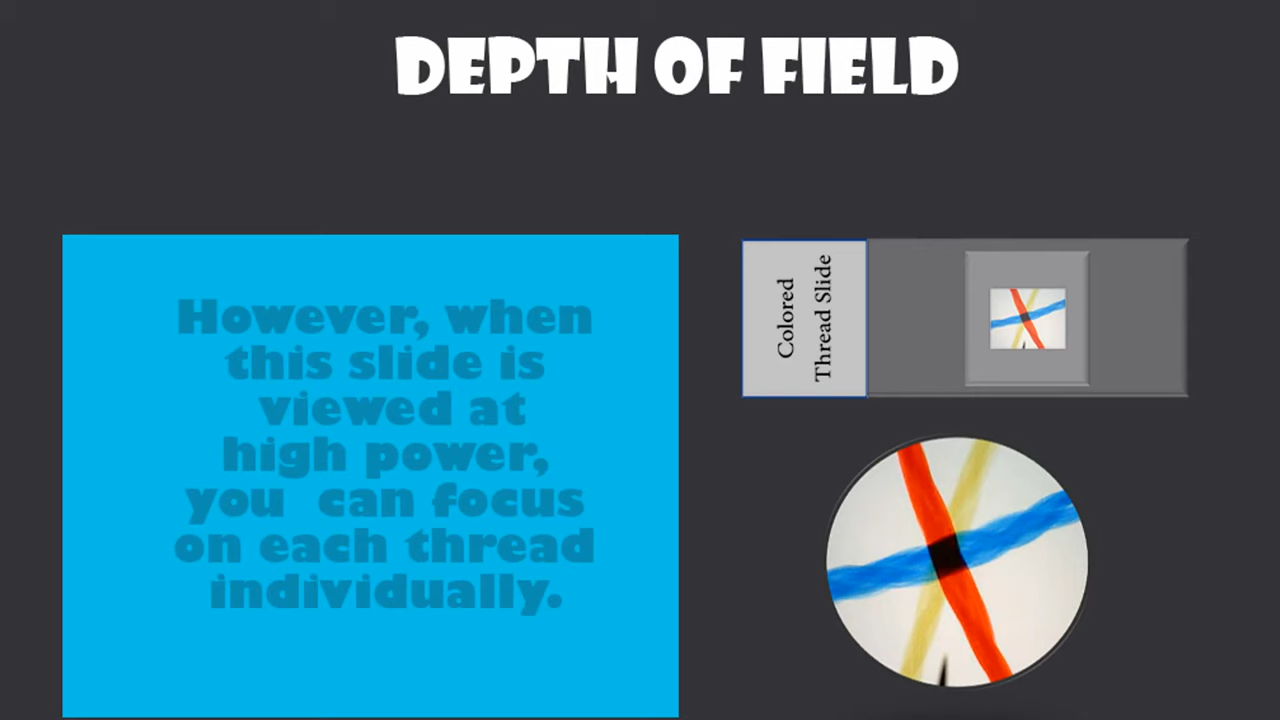 DEPTH OF FIELD
However, when
this slide is
viewed at
high power,
you can focus
on each thread
individually.
Colored
Thread Slide